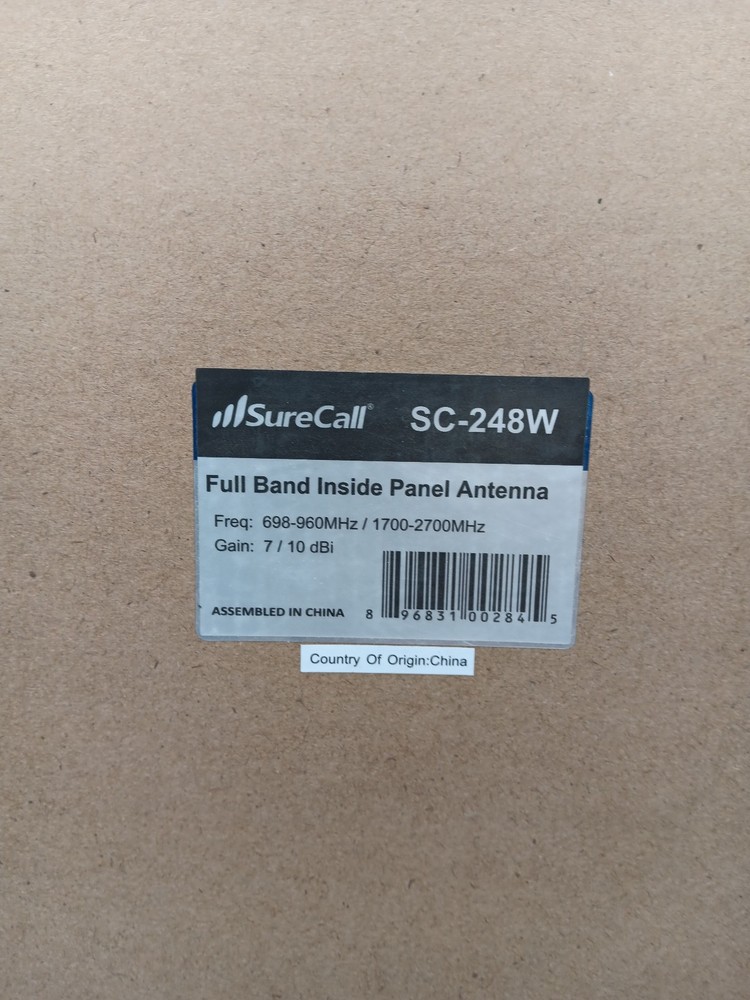 SureCall® SC-248W
Full Band Inside Panel Antenna
Freq: 698-960MHz / 1700-2700MHz
Gain: 7 / 10 dBi
ASSEMBLED IN CHINA 8 96831 00284 5
Country Of Origin:China